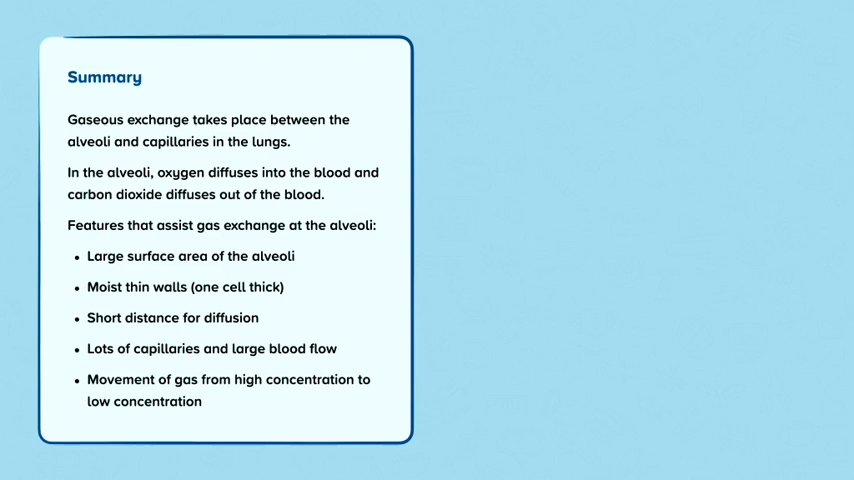 Summary
Gaseous exchange takes place between the
alveoli and capillaries in the lungs.
In the alveoli, oxygen diffuses into the blood and
carbon dioxide diffuses out of the blood.
Features that assist gas exchange at the alveoli:
• Large surface area of the alveoli
• Moist thin walls (one cell thick)
• Short distance for diffusion
• Lots of capillaries and large blood flow
• Movement of gas from high concentration to
low concentration